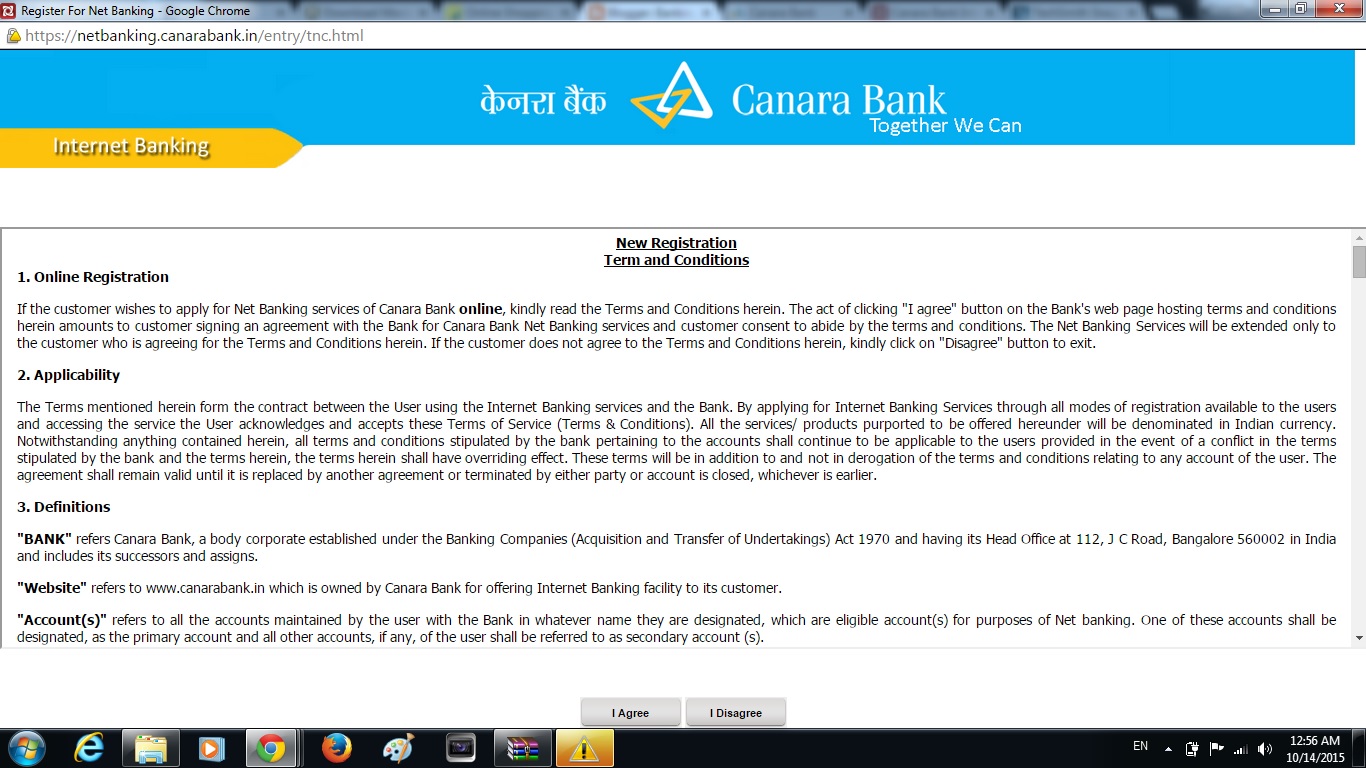 Register For Net Banking - Google Chrome
https://netbanking.canarabank.in/entry/tnc.html
केनरा बैंक Canara Bank
Together We Can
Internet Banking
New Registration
Term and Conditions
1. Online Registration
If the customer wishes to apply for Net Banking services of Canara Bank online, kindly read the Terms and Conditions herein. The act of clicking "I agree" button on the Bank's web page hosting terms and conditions
herein amounts to customer signing an agreement with the Bank for Canara Bank Net Banking services and customer consent to abide by the terms and conditions. The Net Banking Services will be extended only to
the customer who is agreeing for the Terms and Conditions herein. If the customer does not agree to the Terms and Conditions herein, kindly click on "Disagree" button to exit.
2. Applicability
The Terms mentioned herein form the contract between the User using the Internet Banking services and the Bank. By applying for Internet Banking Services through all modes of registration available to the users
and accessing the service the User acknowledges and accepts these Terms of Service (Terms & Conditions). All the services/ products purported to be offered hereunder will be denominated in Indian currency.
Notwithstanding anything contained herein, all terms and conditions stipulated by the bank pertaining to the accounts shall continue to be applicable to the users provided in the event of a conflict in the terms
stipulated by the bank and the terms herein, the terms herein shall have overriding effect. These terms will be in addition to and not in derogation of the terms and conditions relating to any account of the user. The
agreement shall remain valid until it is replaced by another agreement or terminated by either party or account is closed, whichever is earlier.
3. Definitions
"BANK" refers Canara Bank, a body corporate established under the Banking Companies (Acquisition and Transfer of Undertakings) Act 1970 and having its Head Office at 112, J C Road, Bangalore 560002 in India
and includes its successors and assigns.
"Website" refers to www.canarabank.in which is owned by Canara Bank for offering Internet Banking facility to its customer.
"Account(s)" refers to all the accounts maintained by the user with the Bank in whatever name they are designated, which are eligible account(s) for purposes of Net banking. One of these accounts shall be
designated, as the primary account and all other accounts, if any, of the user shall be referred to as secondary account (s).
I Agree I Disagree
EN 12:56 AM
10/14/2015